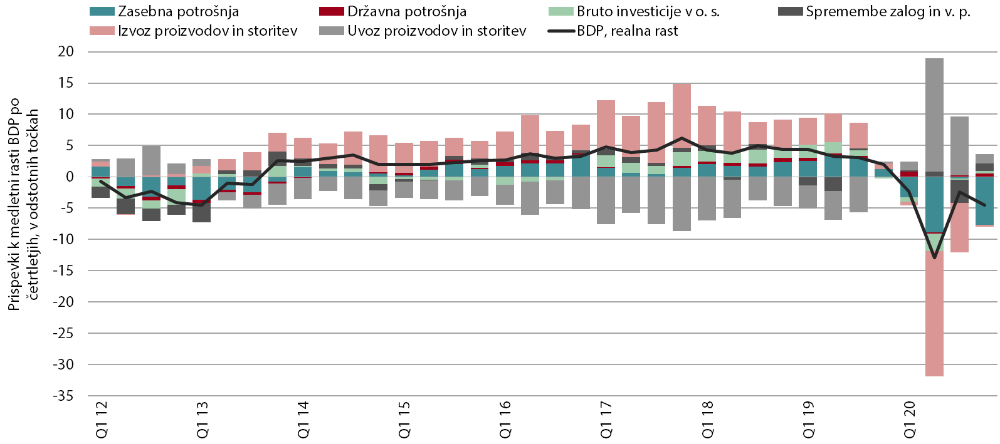 Zasebna potrošnja
Državna potrošnja
Bruto investicije v o. s.
Spremembe zalog in v. p.
Izvoz proizvodov in storitev
Uvoz proizvodov in storitev
BDP, realna rast
Prispevki k medletni rasti BDP po
četrtletjih, v odstotnih točkah
20
15
10
5
0
-5
-10
-15
-20
-25
-30
-35
Q1 12
Q1 13
Q1 14
Q1 15
Q1 16
Q1 17
Q1 18
Q1 19
Q1 20